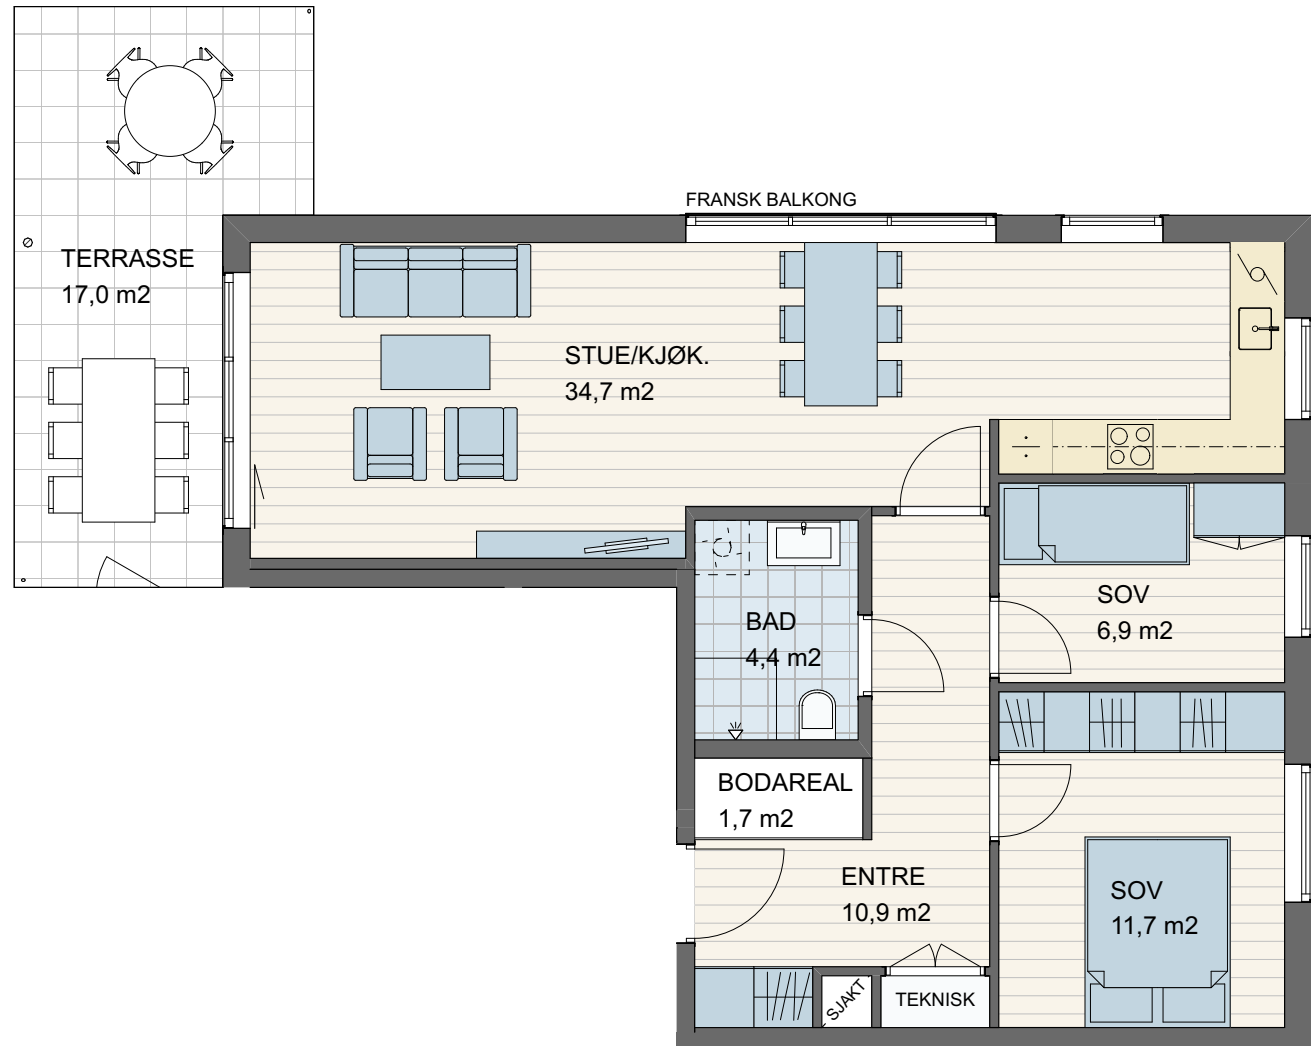 FRANSK BALKONG
TERRASSE
17,0 m2
STUE/KJØK.
34,7 m2
SOV
6,9 m2
BAD
4,4 m2
BODAREAL
1,7 m2
ENTRE
10,9 m2
SOV
11,7 m2
SJAKT
TEKNISK